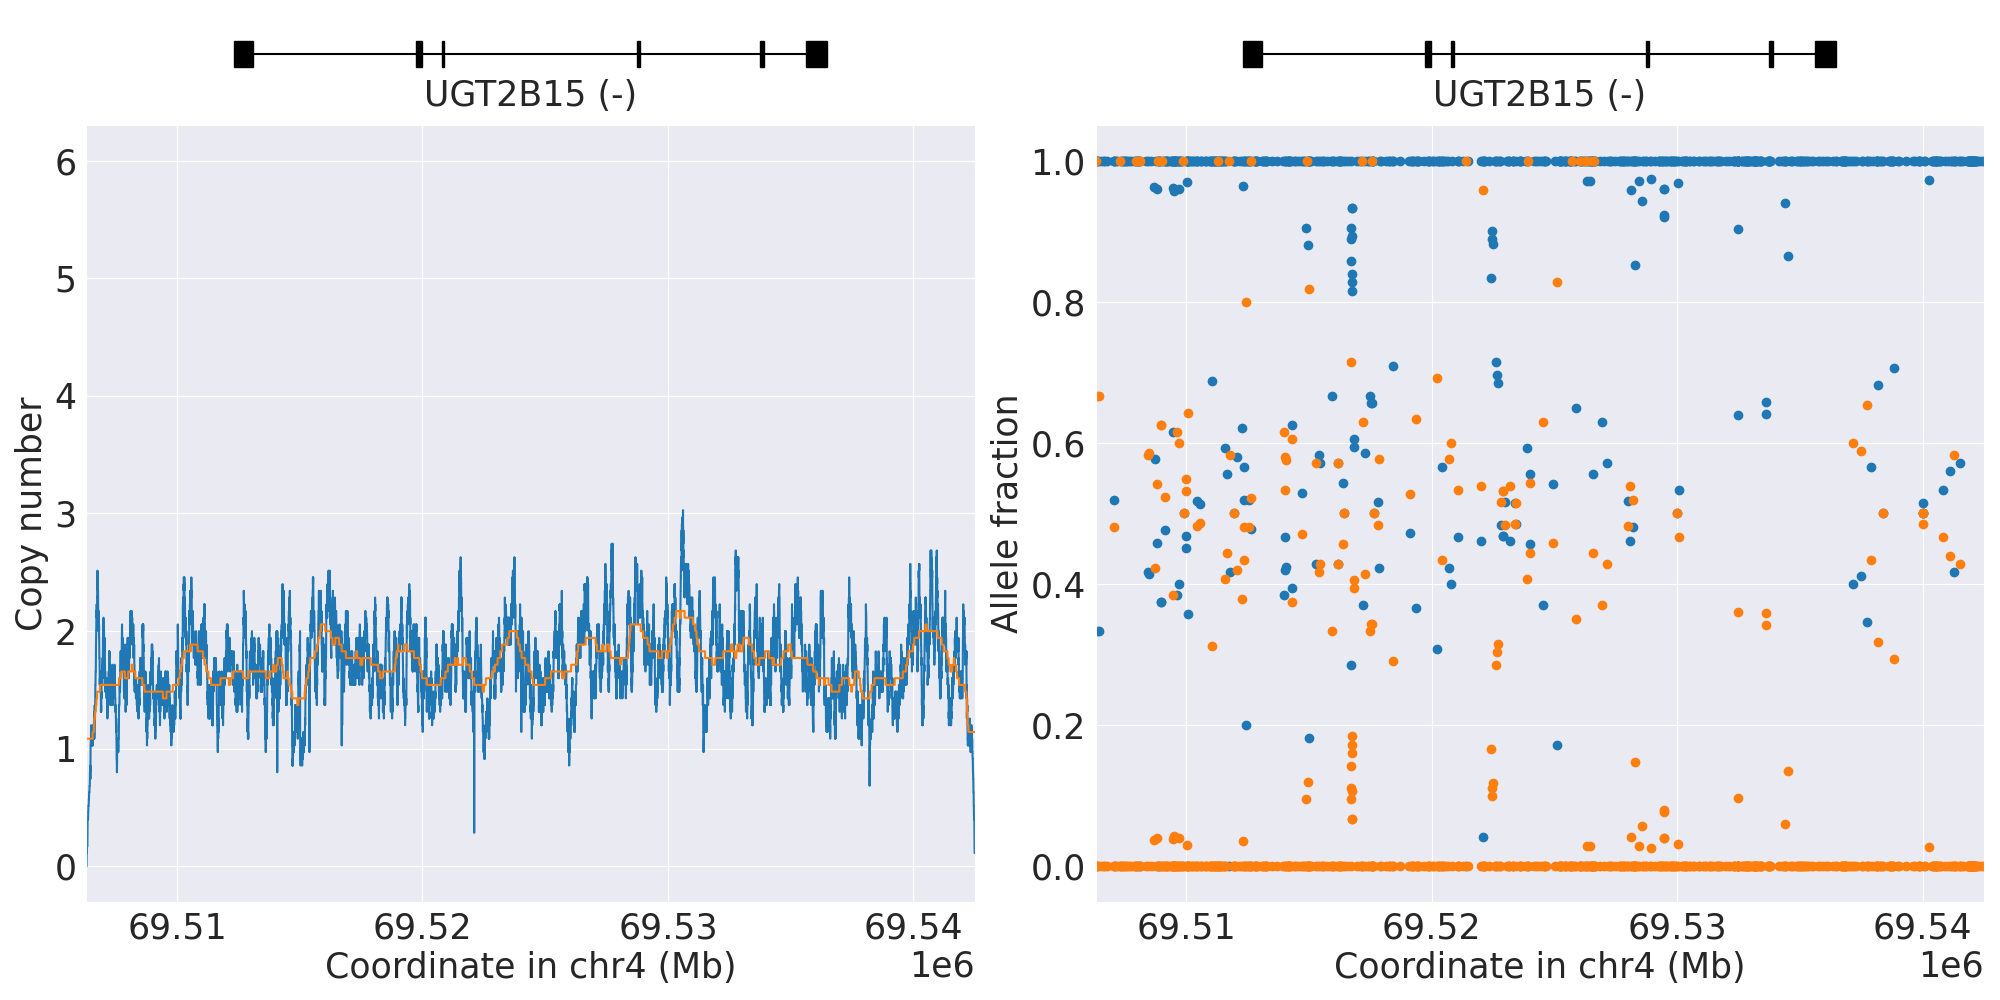 UGT2B15 (-)
UGT2B15 (-)
Copy number
6
5
4
3
2
1
0
69.51 69.52 69.53 69.54
Coordinate in chr4 (Mb) 1e6
Allele fraction
1.0
0.8
0.6
0.4
0.2
0.0
69.51 69.52 69.53 69.54
Coordinate in chr4 (Mb) 1e6